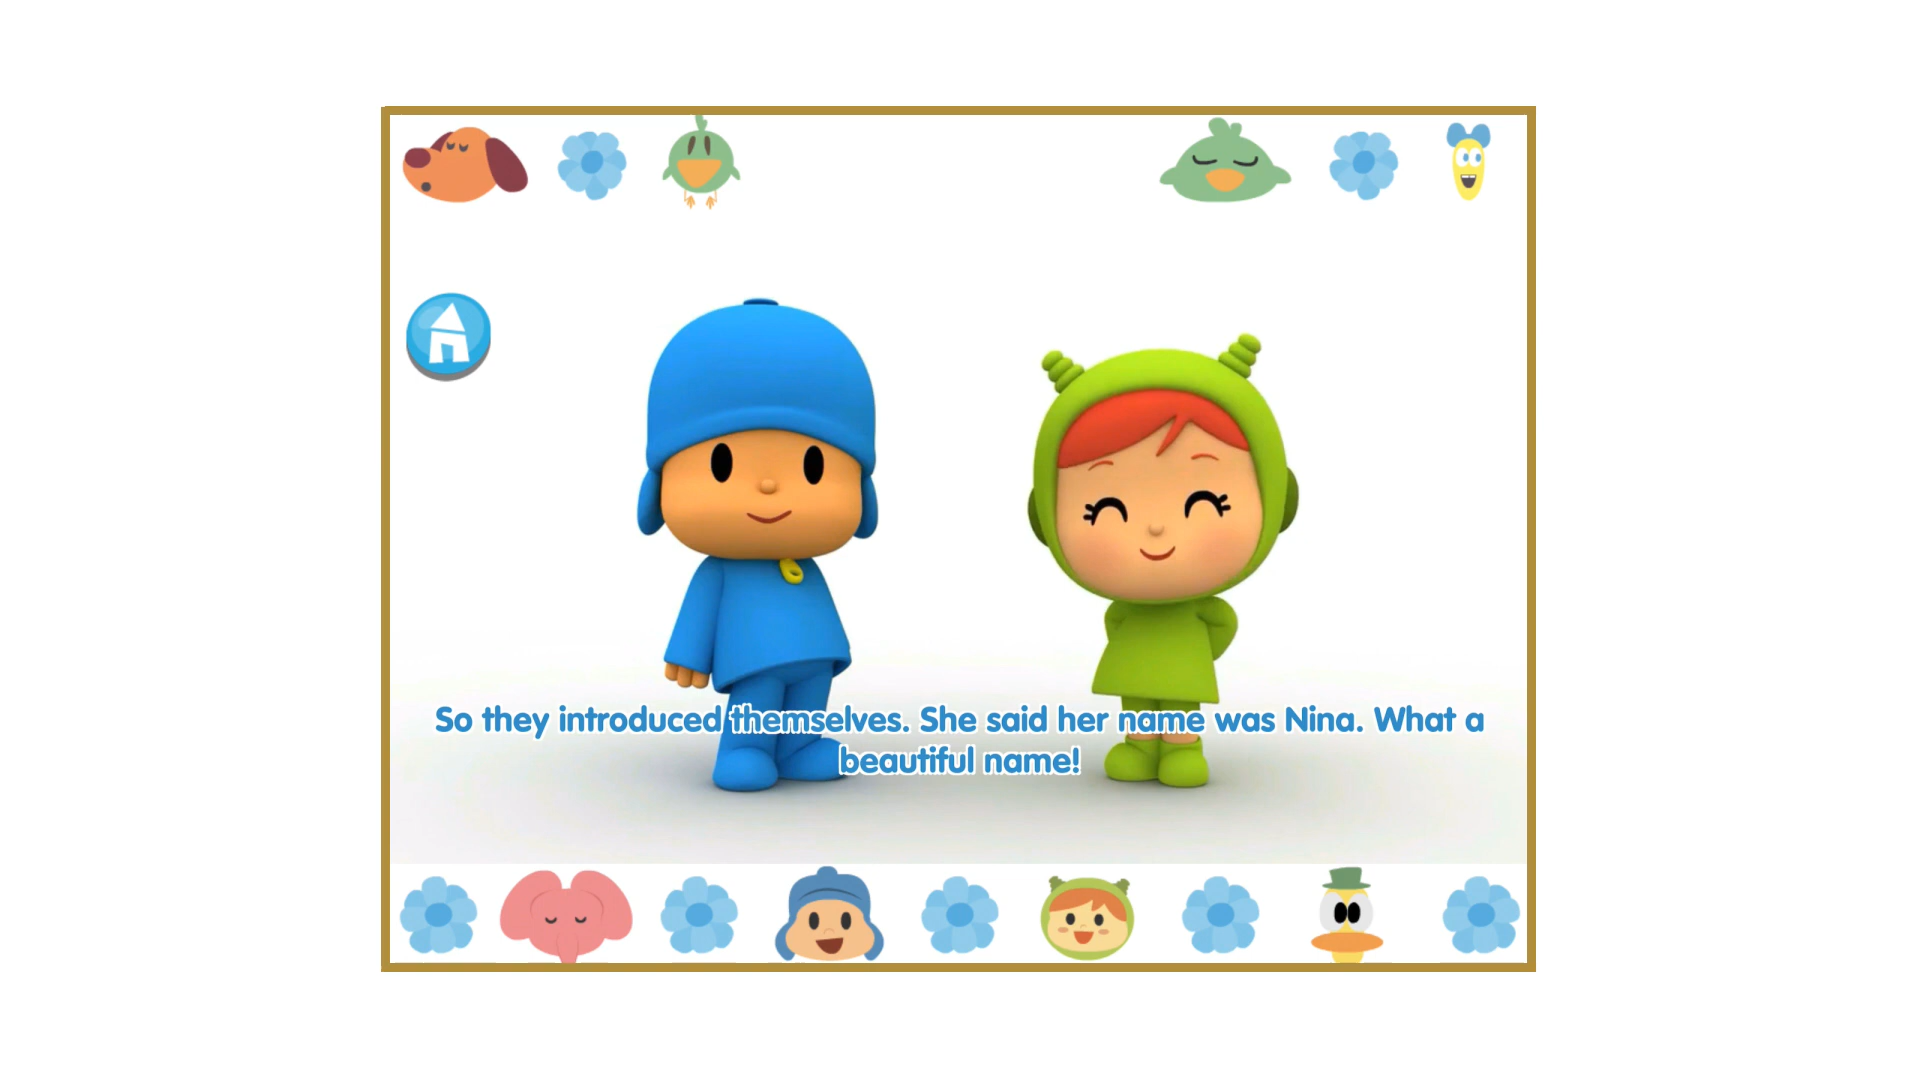 So they introduced themselves. She said her name was Nina. What a
beautiful name!